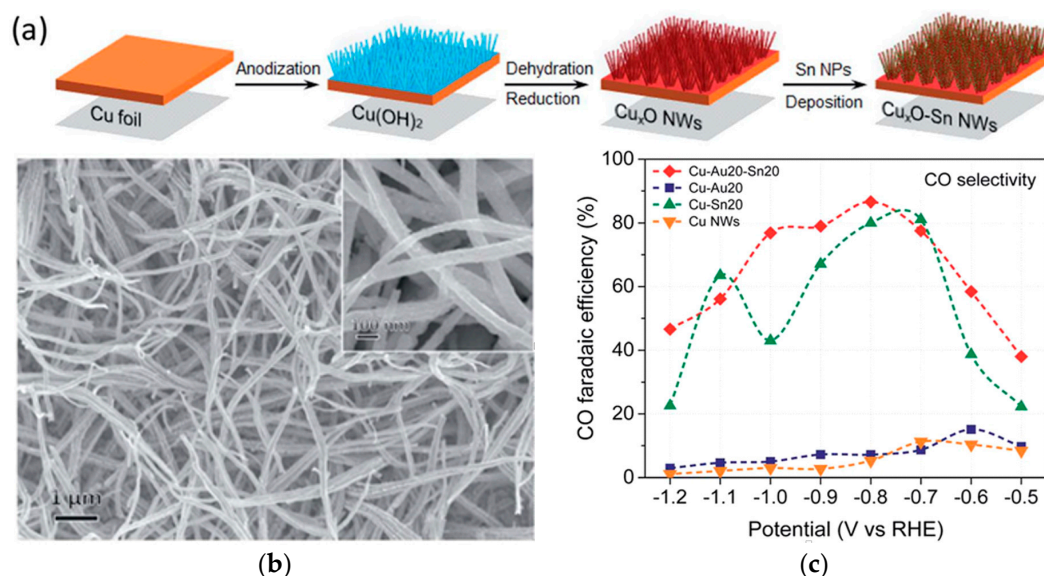 (a)
Cu foil
Anodization
Cu(OH)2
Dehydration
Reduction
CuxO NWs
Sn NPs
Deposition
CuxO-Sn NWs
100 nm
1 μm
(b)
CO selectivity
Cu-Au20-Sn20
Cu-Au20
Cu-Sn20
Cu NWs
CO faradaic efficiency (%)
100
80
60
40
20
0
-1.2 -1.1 -1.0 -0.9 -0.8 -0.7 -0.6 -0.5
Potential (V vs RHE)
(c)